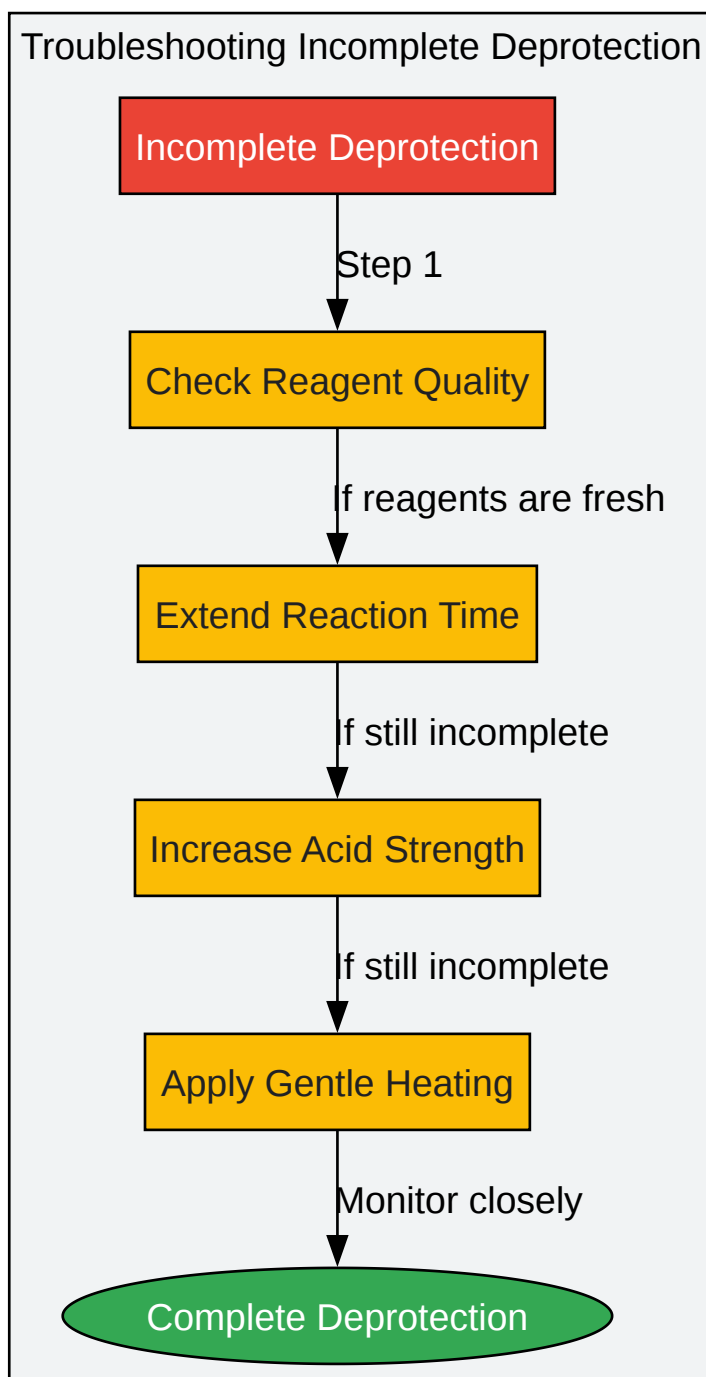 Troubleshooting Incomplete Deprotection
Incomplete Deprotection
Step 1
Check Reagent Quality
If reagents are fresh
Extend Reaction Time
If still incomplete
Increase Acid Strength
If still incomplete
Apply Gentle Heating
Monitor closely
Complete Deprotection